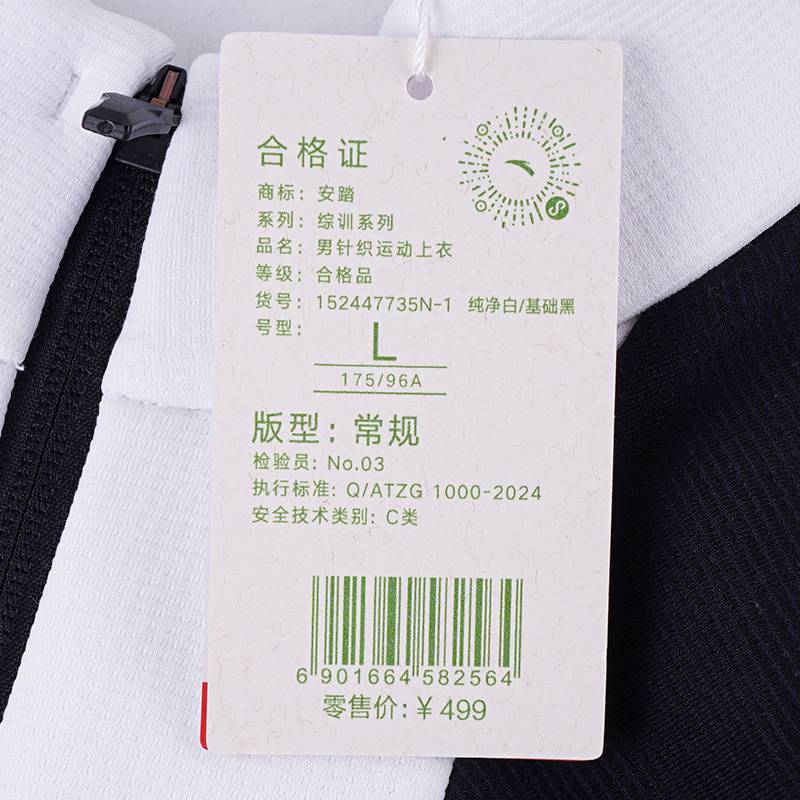 合格证
商标：安踏
系列：综训系列
品名：男针织运动上衣
等级：合格品
货号：152447735N-1 纯净白/基础黑
号型：
L
175/96A
版型：常规
检验员：No.03
执行标准：Q/ATZG 1000-2024
安全技术类别：C类
6 901664 582564
零售价：¥ 499